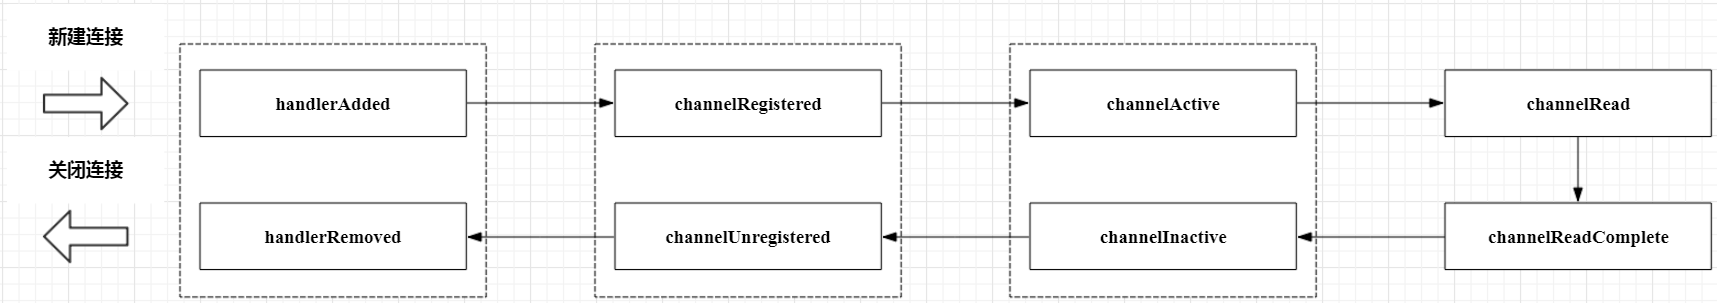 新建连接
handlerAdded
channelRegistered
channelActive
channelRead
关闭连接
handlerRemoved
channelUnregistered
channelInactive
channelReadComplete